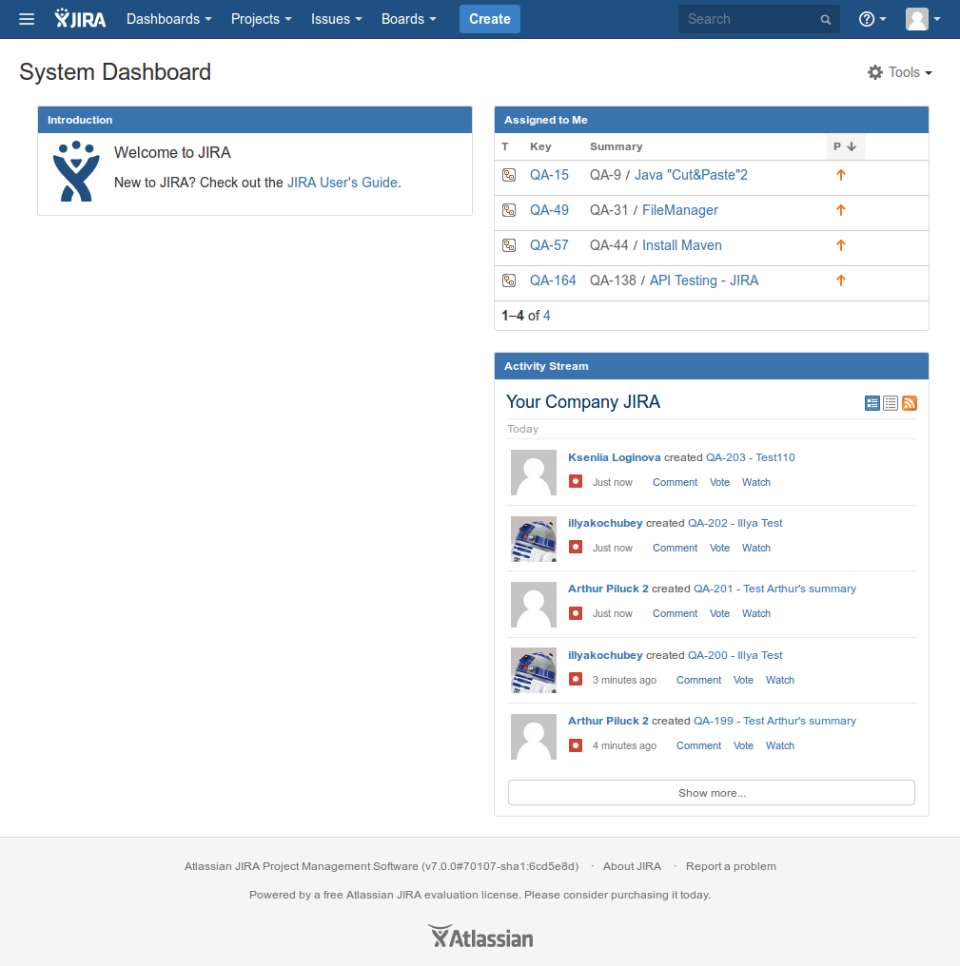 JIRA Dashboards Projects Issues Boards Create Search
System Dashboard
Tools
Introduction
Welcome to JIRA
New to JIRA? Check out the JIRA User's Guide.
Assigned to Me
T Key Summary P
QA-15 QA-9 / Java "Cut&Paste"2
QA-49 QA-31 / FileManager
QA-57 QA-44 / Install Maven
QA-164 QA-138 / API Testing - JIRA
1–4 of 4
Activity Stream
Your Company JIRA
Today
Kseniia Loginova created QA-203 - Test110
Just now Comment Vote Watch
illyakochubey created QA-202 - Illya Test
Just now Comment Vote Watch
Arthur Piluck 2 created QA-201 - Test Arthur's summary
Just now Comment Vote Watch
illyakochubey created QA-200 - Illya Test
3 minutes ago Comment Vote Watch
Arthur Piluck 2 created QA-199 - Test Arthur's summary
4 minutes ago Comment Vote Watch
Show more...
Atlassian JIRA Project Management Software (v7.0.0#70107-sha1:6cd5e8d) · About JIRA · Report a problem
Powered by a free Atlassian JIRA evaluation license. Please consider purchasing it today.
Atlassian